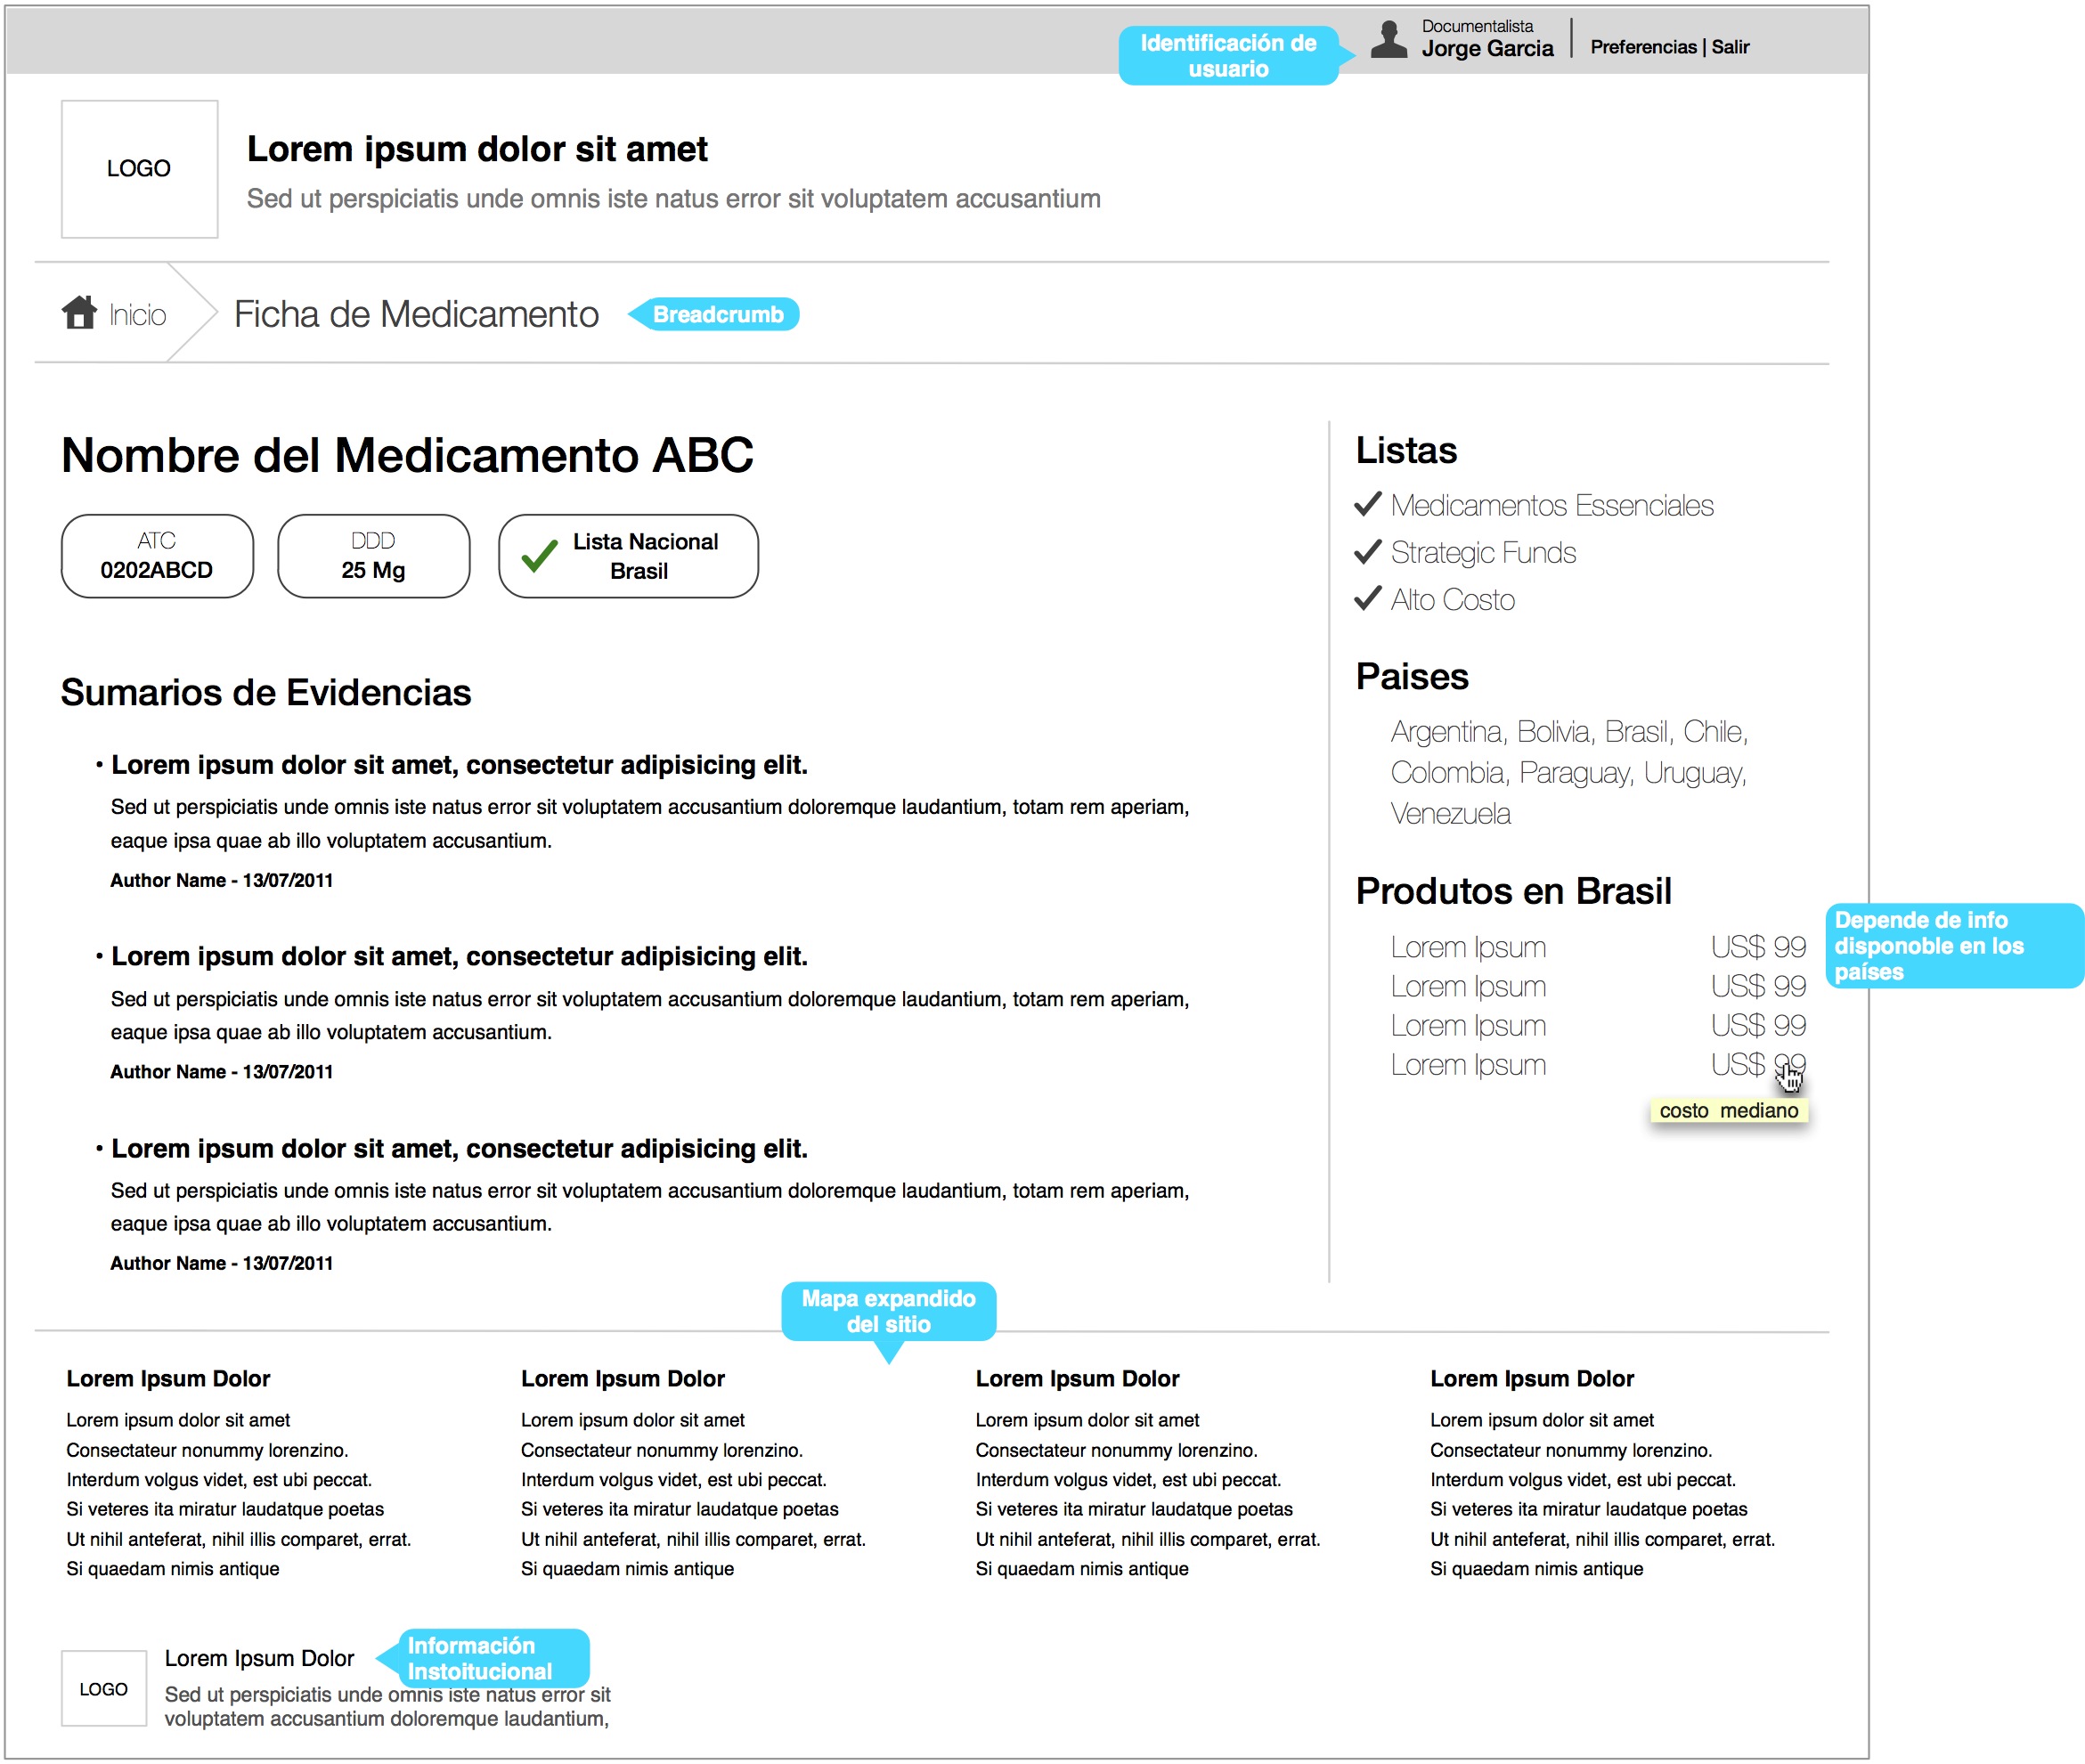 Identificación de
usuario
Documentalista
Jorge Garcia
Preferencias | Salir
LOGO
Lorem ipsum dolor sit amet
Sed ut perspiciatis unde omnis iste natus error sit voluptatem accusantium
Inicio
Ficha de Medicamento
Breadcrumb
Nombre del Medicamento ABC
ATC
0202ABCD
DDD
25 Mg
Lista Nacional
Brasil
Sumarios de Evidencias
• Lorem ipsum dolor sit amet, consectetur adipisicing elit.
Sed ut perspiciatis unde omnis iste natus error sit voluptatem accusantium doloremque laudantium, totam rem aperiam,
eaque ipsa quae ab illo voluptatem accusantium.
Author Name - 13/07/2011
• Lorem ipsum dolor sit amet, consectetur adipisicing elit.
Sed ut perspiciatis unde omnis iste natus error sit voluptatem accusantium doloremque laudantium, totam rem aperiam,
eaque ipsa quae ab illo voluptatem accusantium.
Author Name - 13/07/2011
• Lorem ipsum dolor sit amet, consectetur adipisicing elit.
Sed ut perspiciatis unde omnis iste natus error sit voluptatem accusantium doloremque laudantium, totam rem aperiam,
eaque ipsa quae ab illo voluptatem accusantium.
Author Name - 13/07/2011
Listas
Medicamentos Essenciales
Strategic Funds
Alto Costo
Paises
Argentina, Bolivia, Brasil, Chile,
Colombia, Paraguay, Uruguay,
Venezuela
Produtos en Brasil
Lorem Ipsum US$ 99
Lorem Ipsum US$ 99
Lorem Ipsum US$ 99
Lorem Ipsum US$ 99
costo mediano
Depende de info
disponoble en los
países
Mapa expandido
del sitio
Lorem Ipsum Dolor
Lorem ipsum dolor sit amet
Consectateur nonummy lorenzino.
Interdum volgus videt, est ubi peccat.
Si veteres ita miratur laudatque poetas
Ut nihil anteferat, nihil illis comparet, errat.
Si quaedam nimis antique
Lorem Ipsum Dolor
Lorem ipsum dolor sit amet
Consectateur nonummy lorenzino.
Interdum volgus videt, est ubi peccat.
Si veteres ita miratur laudatque poetas
Ut nihil anteferat, nihil illis comparet, errat.
Si quaedam nimis antique
Lorem Ipsum Dolor
Lorem ipsum dolor sit amet
Consectateur nonummy lorenzino.
Interdum volgus videt, est ubi peccat.
Si veteres ita miratur laudatque poetas
Ut nihil anteferat, nihil illis comparet, errat.
Si quaedam nimis antique
Lorem Ipsum Dolor
Lorem ipsum dolor sit amet
Consectateur nonummy lorenzino.
Interdum volgus videt, est ubi peccat.
Si veteres ita miratur laudatque poetas
Ut nihil anteferat, nihil illis comparet, errat.
Si quaedam nimis antique
LOGO
Lorem Ipsum Dolor
Información
Instoitucional
Sed ut perspiciatis unde omnis iste natus error sit
voluptatem accusantium doloremque laudantium,